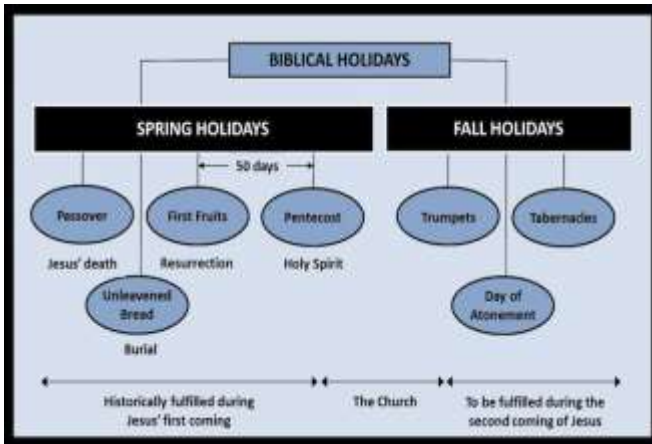 BIBLICAL HOLIDAYS
SPRING HOLIDAYS
FALL HOLIDAYS
50 days
Passover
First Fruits
Pentecost
Trumpets
Tabernacles
Jesus' death
Resurrection
Holy Spirit
Unleavened
Bread
Day of
Atonement
Burial
Historically fulfilled during
Jesus' first coming
The Church
To be fulfilled during the
second coming of Jesus